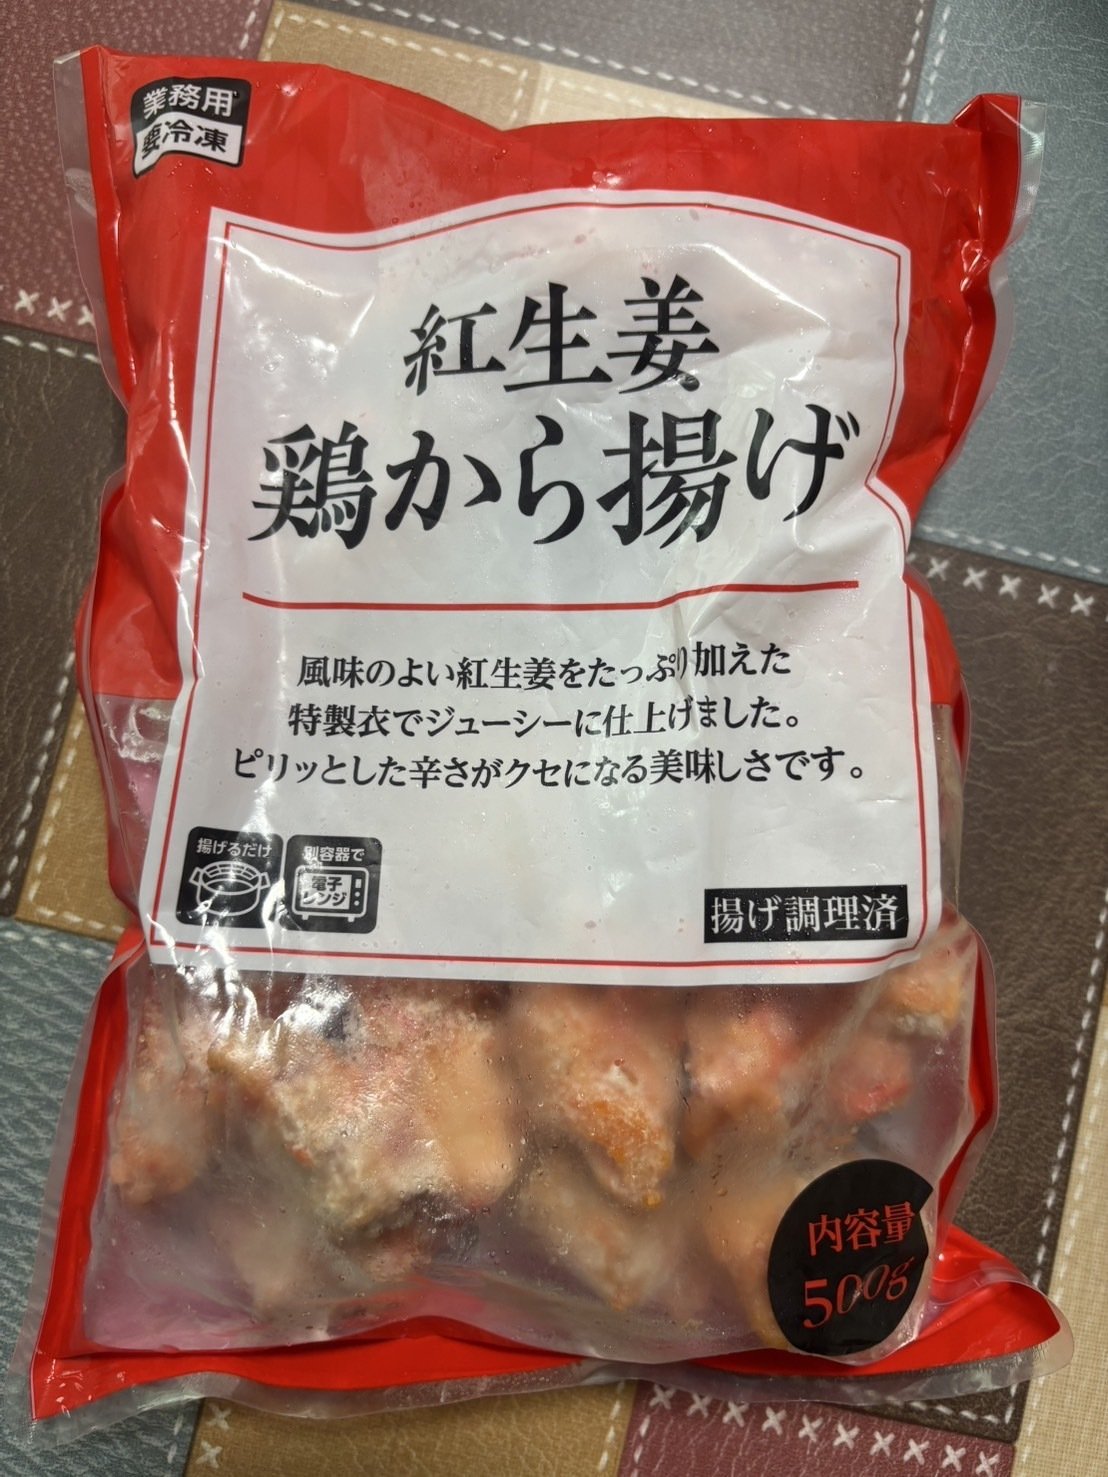 業務用
要冷凍
紅生姜
鶏から揚げ
風味のよい紅生姜をたっぷり加えた
特製衣でジューシーに仕上げました。
ピリッとした辛さがクセになる美味しさです。
揚げるだけ
別容器で
電子
レンジ
揚げ調理済
内容量
500g